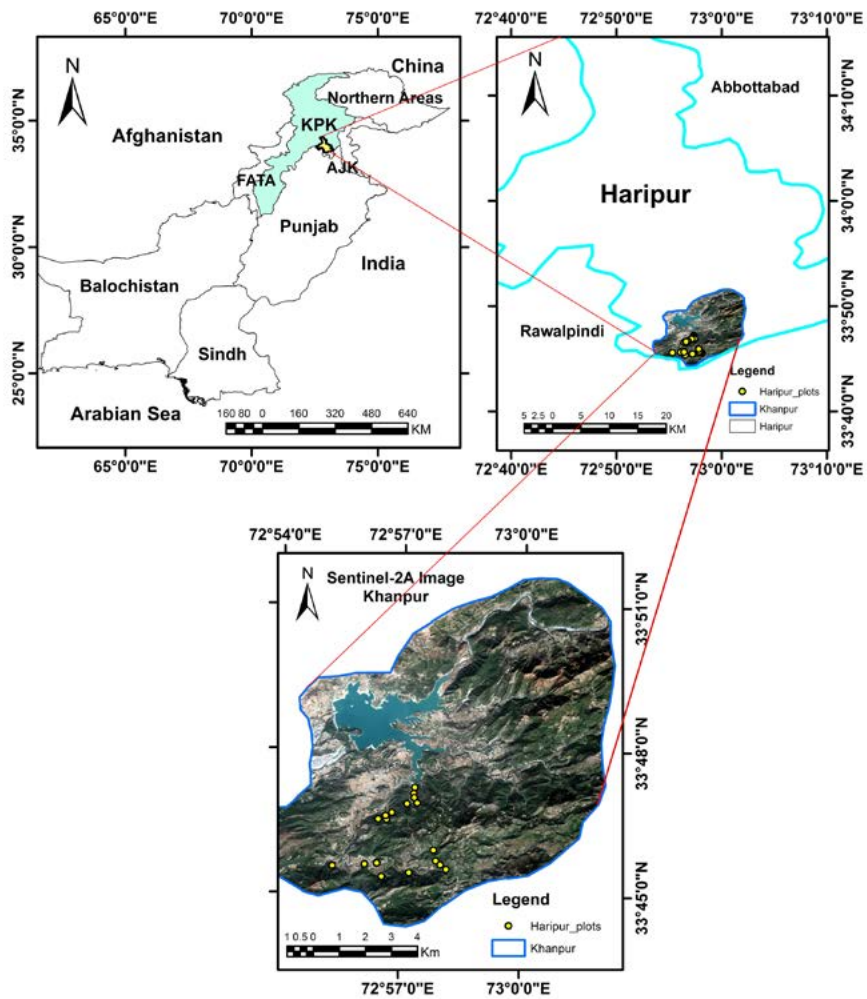 65°0'0"E 70°0'0"E 75°0'0"E
N
China
Northern Areas
Afghanistan
KPK
AJK
FATA
Punjab
India
Balochistan
Sindh
Arabian Sea
160 80 0 160 320 480 640
KM
35°0'0"N
30°0'0"N
25°0'0"N
65°0'0"E 70°0'0"E 75°0'0"E
72°40'0"E 72°50'0"E 73°0'0"E 73°10'0"E
N
Abbottabad
Haripur
Rawalpindi
Legend
Haripur_plots
Khanpur
Haripur
5 2.5 0 5 10 15 20
KM
34°10'0"N
34°0'0"N
33°50'0"N
33°40'0"N
72°40'0"E 72°50'0"E 73°0'0"E 73°10'0"E
72°54'0"E 72°57'0"E 73°0'0"E
N
Sentinel-2A Image
Khanpur
33°51'0"N
33°48'0"N
33°45'0"N
Legend
Haripur_plots
Khanpur
1 0.5 0 1 2 3 4
Km
72°57'0"E 73°0'0"E